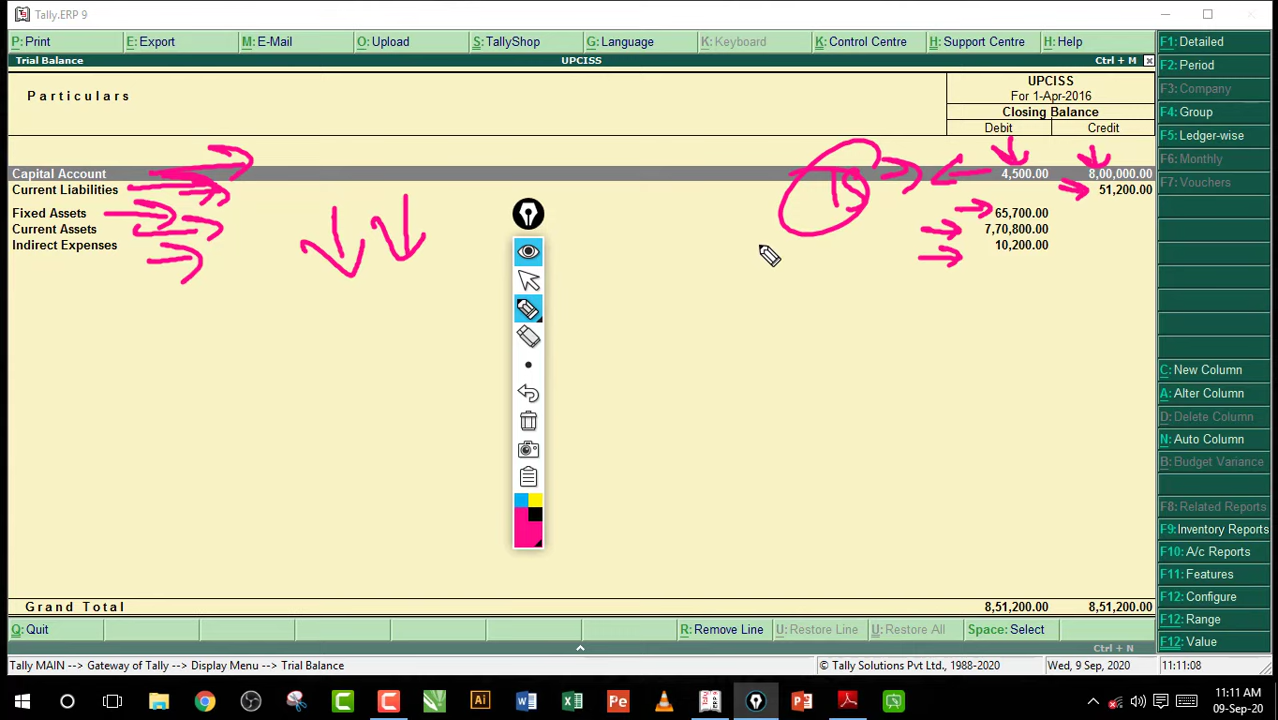 Tally.ERP 9
P: Print E: Export M: E-Mail O: Upload S: TallyShop G: Language K: Keyboard K: Control Centre H: Support Centre H: Help
Trial Balance UPCISS Ctrl + M
Particulars
UPCISS
For 1-Apr-2016
Closing Balance
Debit Credit
Capital Account 4,500.00 8,00,000.00
Current Liabilities 51,200.00
Fixed Assets 65,700.00
Current Assets 7,70,800.00
Indirect Expenses 10,200.00
Grand Total 8,51,200.00 8,51,200.00
F1: Detailed
F2: Period
F3: Company
F4: Group
F5: Ledger-wise
F6: Monthly
F7: Vouchers
C: New Column
A: Alter Column
D: Delete Column
N: Auto Column
B: Budget Variance
F8: Related Reports
F9: Inventory Reports
F10: A/c Reports
F11: Features
F12: Configure
F12: Range
F12: Value
Q: Quit R: Remove Line U: Restore Line U: Restore All Space: Select
Ctrl + N
Tally MAIN --> Gateway of Tally --> Display Menu --> Trial Balance © Tally Solutions Pvt Ltd., 1988-2020 Wed, 9 Sep, 2020 11:11:08
Ai Pe
11:11 AM
09-Sep-20